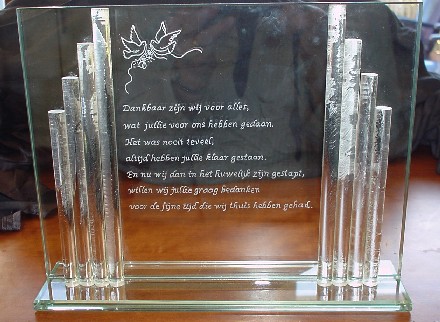 Dankbaar zijn wij voor alles,
wat jullie voor ons hebben gedaan.
Het was nooit teveel,
altijd hebben jullie klaar gestaan.
En nu wij dan in het huwelijk zijn gestapt,
willen wij jullie graag bedanken
voor de fijne tijd die wij thuis hebben gehad.